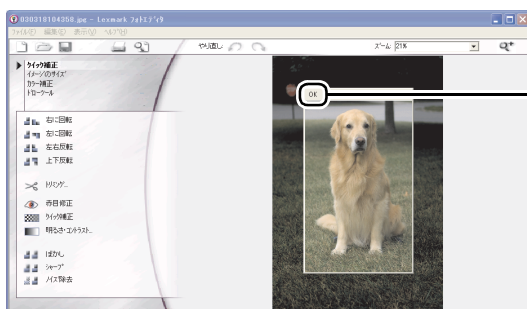 030318104358.jpg - Lexmark ﾌｫﾄｴﾃﾞｨﾀ
ファイル(F) 編集(E) 表示(V) ヘルプ(H)
やり直し
ズーム: 21%
クイック補正
イメージのサイズ
カラー補正
ドローツール
OK
右に回転
左に回転
左右反転
上下反転
トリミング...
赤目修正
クイック補正
明るさ・コントラスト...
ぼかし
シャープ
ノイズ除去